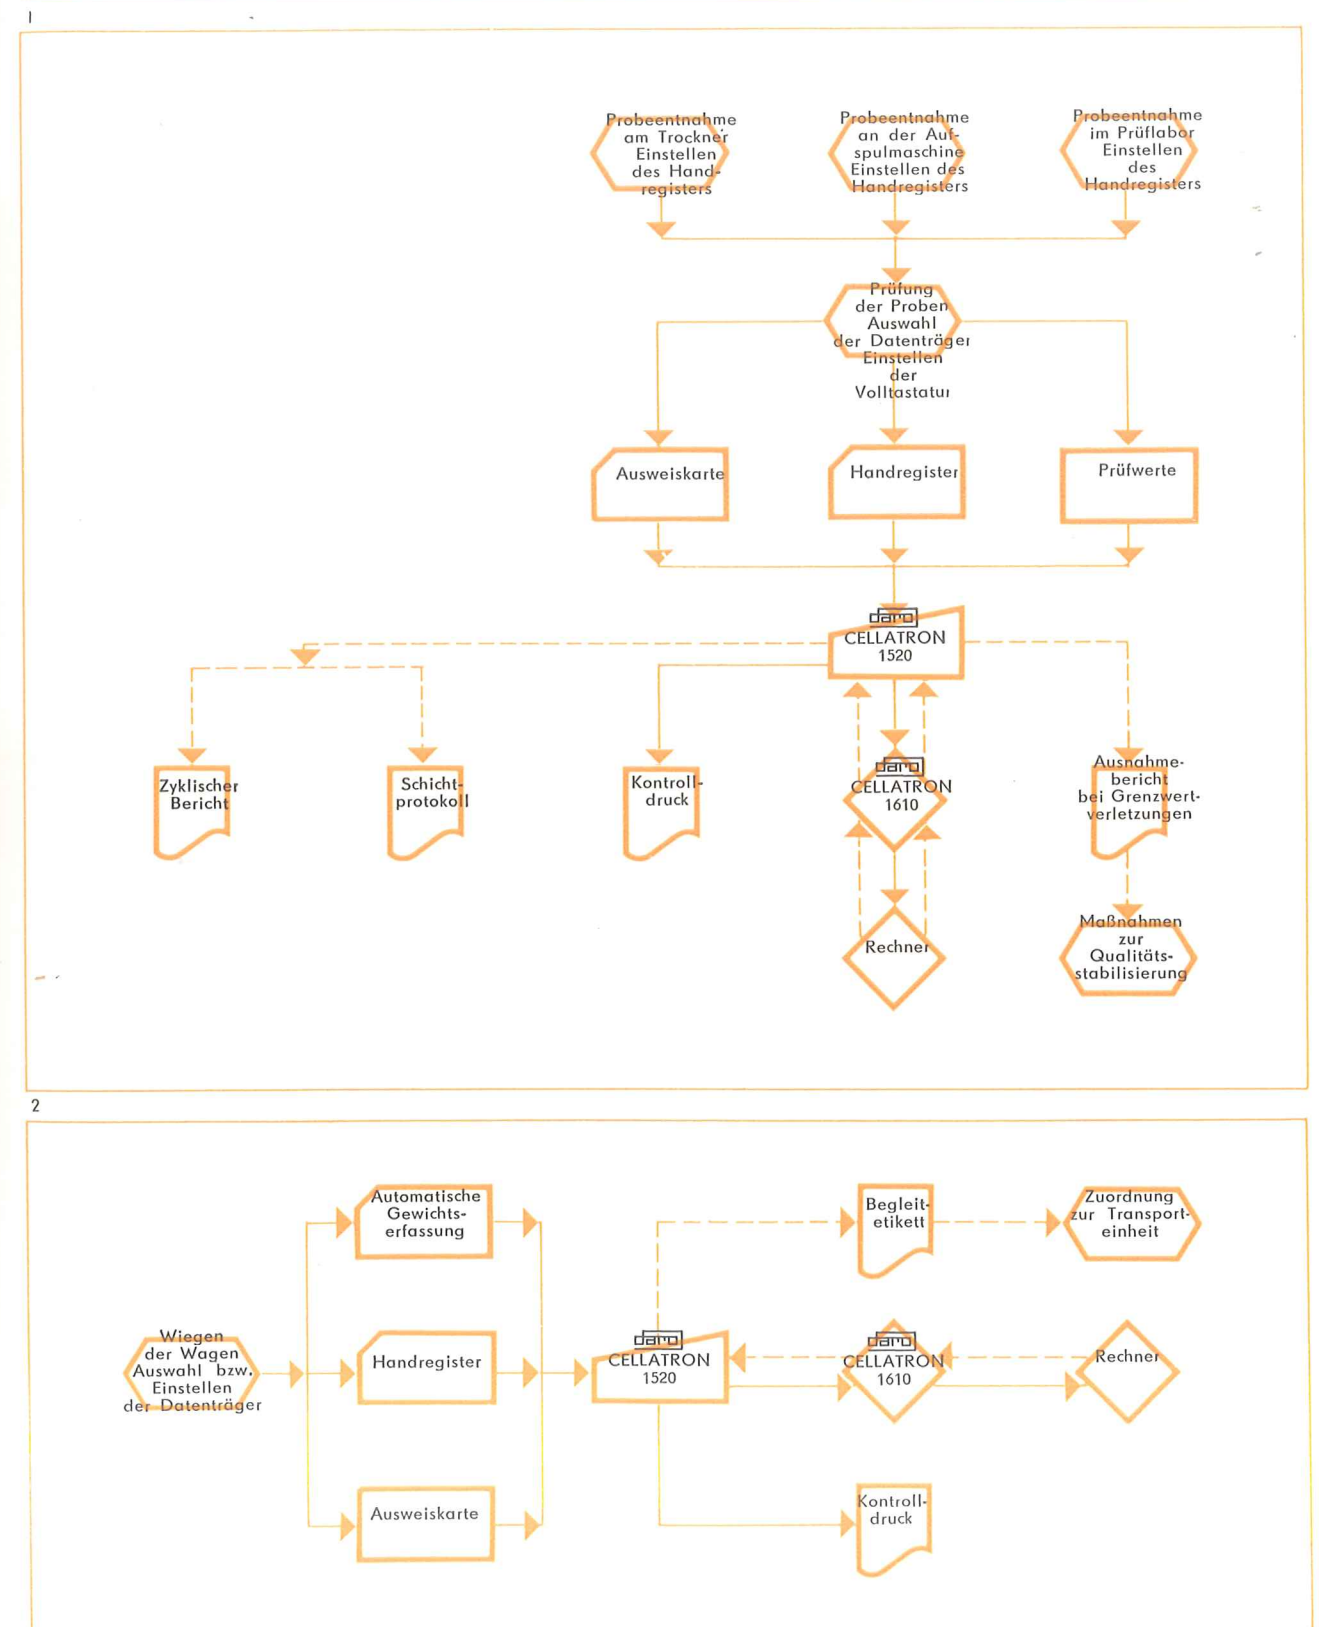 1
Probeentnahme
am Trockner
Einstellen
des Hand-
registers
Probeentnahme
an der Auf-
spulmaschine
Einstellen des
Handregisters
Probeentnahme
im Prüflabor
Einstellen
des
Handregisters
Prüfung
der Proben
Auswahl
der Datenträger
Einstellen
der
Volltastatur
Ausweiskarte
Handregister
Prüfwerte
daro
CELLATRON
1520
Zyklischer
Bericht
Schicht-
protokoll
Kontroll-
druck
daro
CELLATRON
1610
Ausnahme-
bericht
bei Grenzwert-
verletzungen
Rechner
Maßnahmen
zur
Qualitäts-
stabilisierung
2
Automatische
Gewichts-
erfassung
Begleit-
etikett
Zuordnung
zur Transport-
einheit
Wiegen
der Wagen
Auswahl bzw.
Einstellen
der Datenträger
Handregister
daro
CELLATRON
1520
daro
CELLATRON
1610
Rechner
Ausweiskarte
Kontroll-
druck